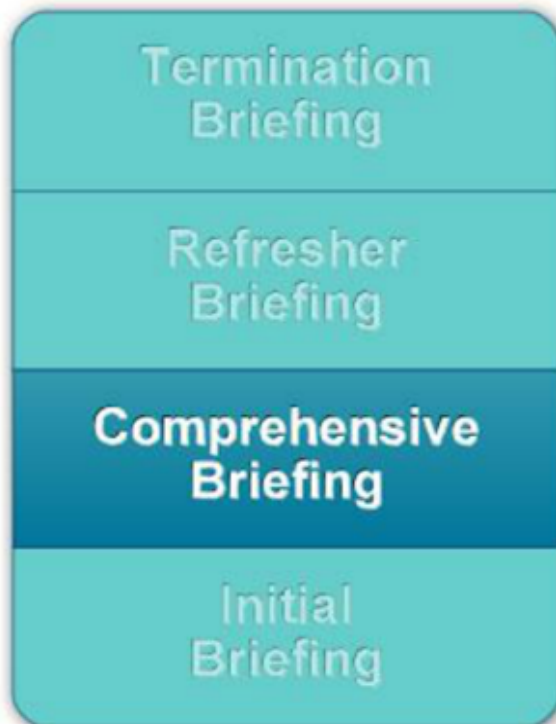 Termination
Briefing
Refresher
Briefing
Comprehensive
Briefing
Initial
Briefing